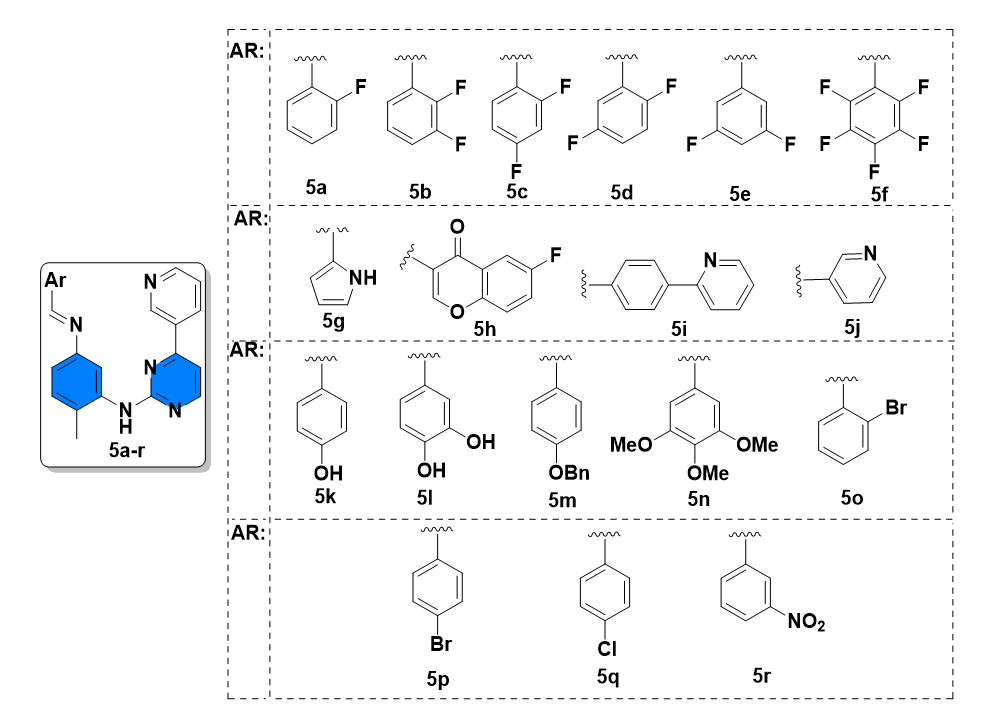 AR:
F
F
F
F
F
F
F
F
F
F
F
F
F
F
5a
5b
5c
5d
5e
5f
AR:
NH
O
O
F
N
N
5g
5h
5i
5j
Ar
N
N
N
N
N
H
5a-r
AR:
OH
OH
OH
OBn
MeO
OMe
OMe
Br
5k
5l
5m
5n
5o
AR:
Br
Cl
NO2
5p
5q
5r